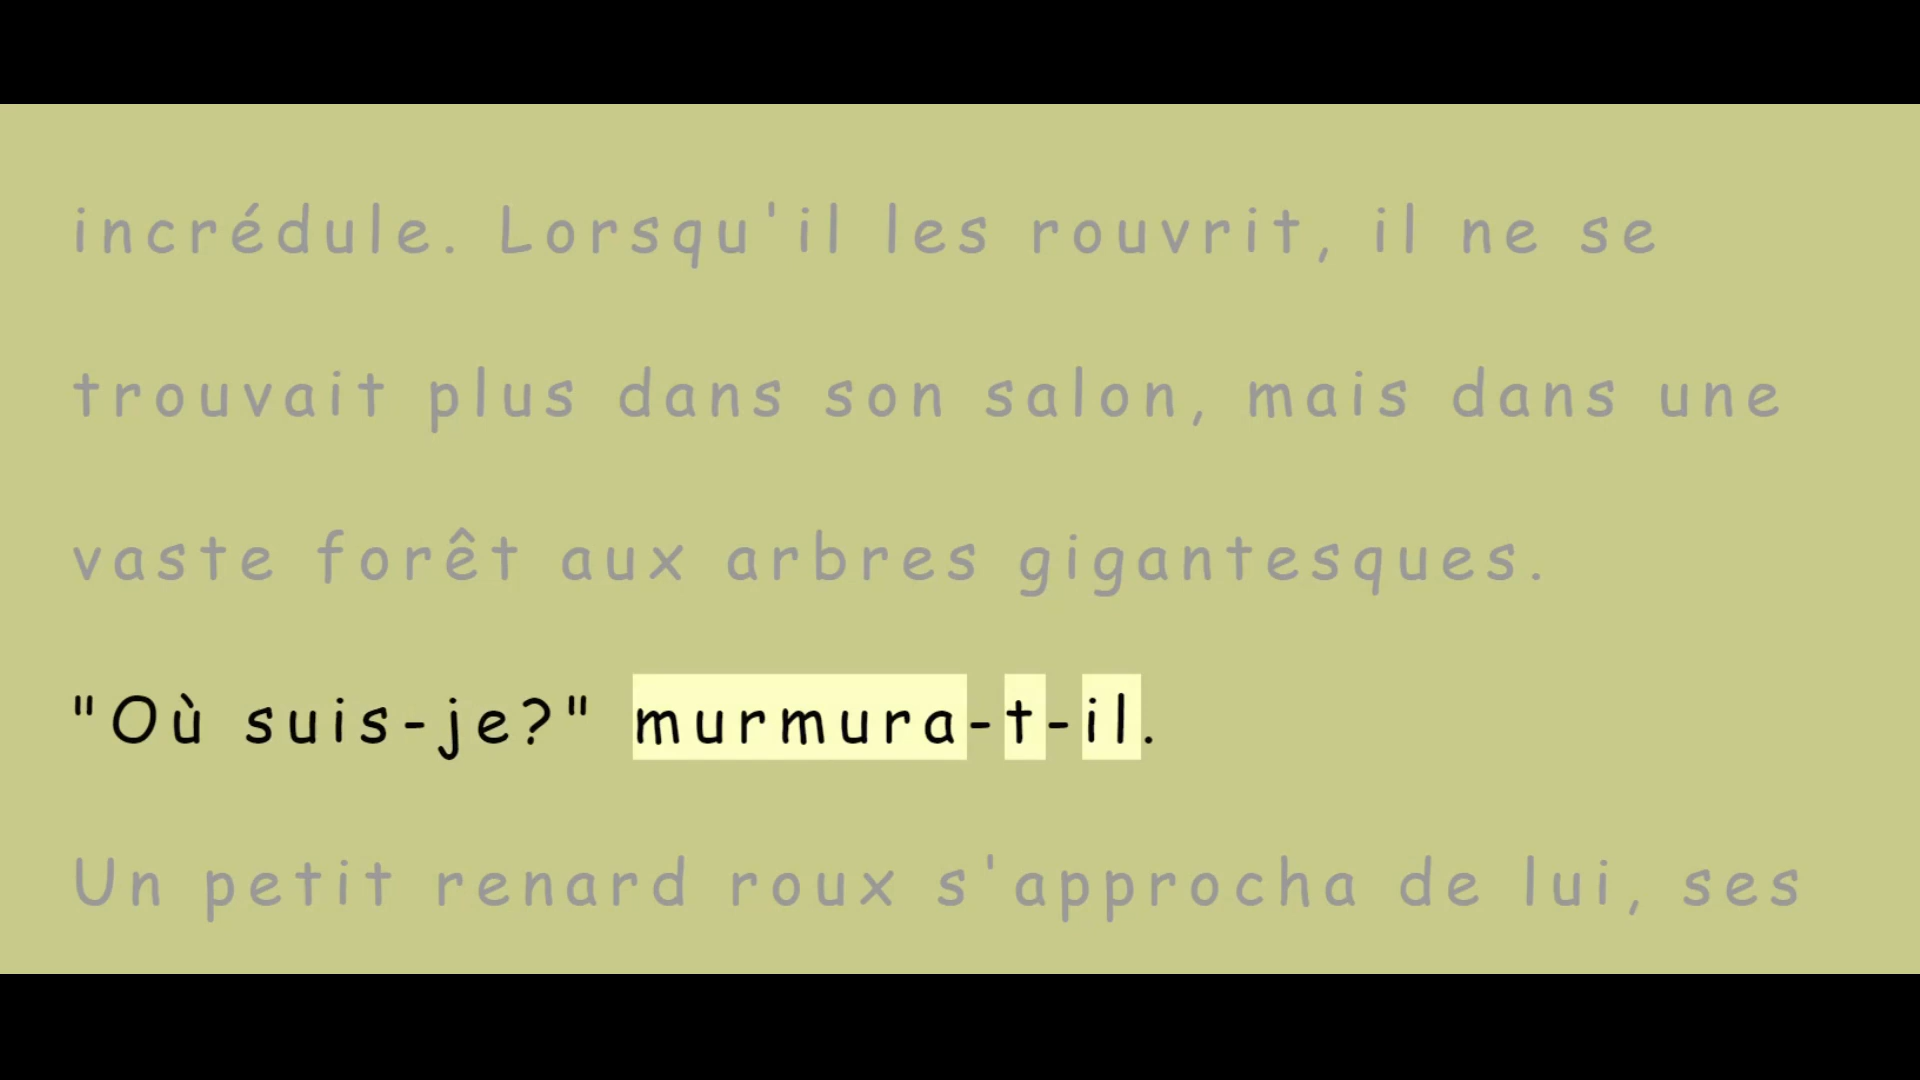 incrédule. Lorsqu'il les rouvrit, il ne se
trouvait plus dans son salon, mais dans une
vaste forêt aux arbres gigantesques.
"Où suis-je?" murmura-t-il.
Un petit renard roux s'approcha de lui, ses